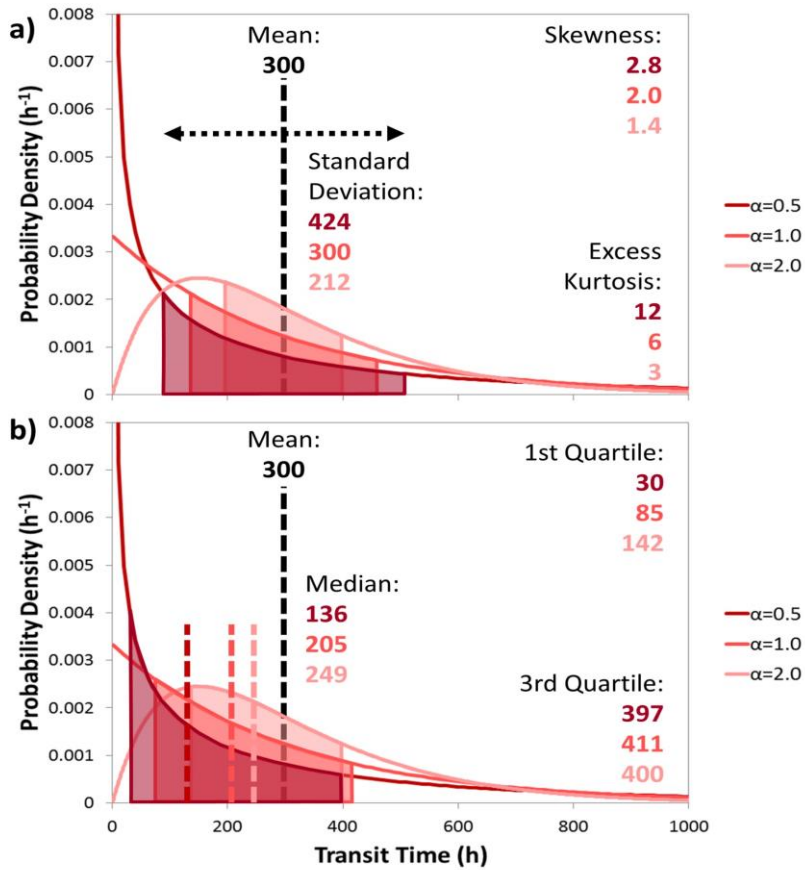 a)
0.008
0.007
0.006
0.005
0.004
0.003
0.002
0.001
0
Probability Density (h⁻¹)
Mean:
300
Standard
Deviation:
424
300
212
Skewness:
2.8
2.0
1.4
Excess
Kurtosis:
12
6
3
α=0.5
α=1.0
α=2.0
b)
0.008
0.007
0.006
0.005
0.004
0.003
0.002
0.001
0
Probability Density (h⁻¹)
Mean:
300
Median:
136
205
249
1st Quartile:
30
85
142
3rd Quartile:
397
411
400
α=0.5
α=1.0
α=2.0
0 200 400 600 800 1000
Transit Time (h)